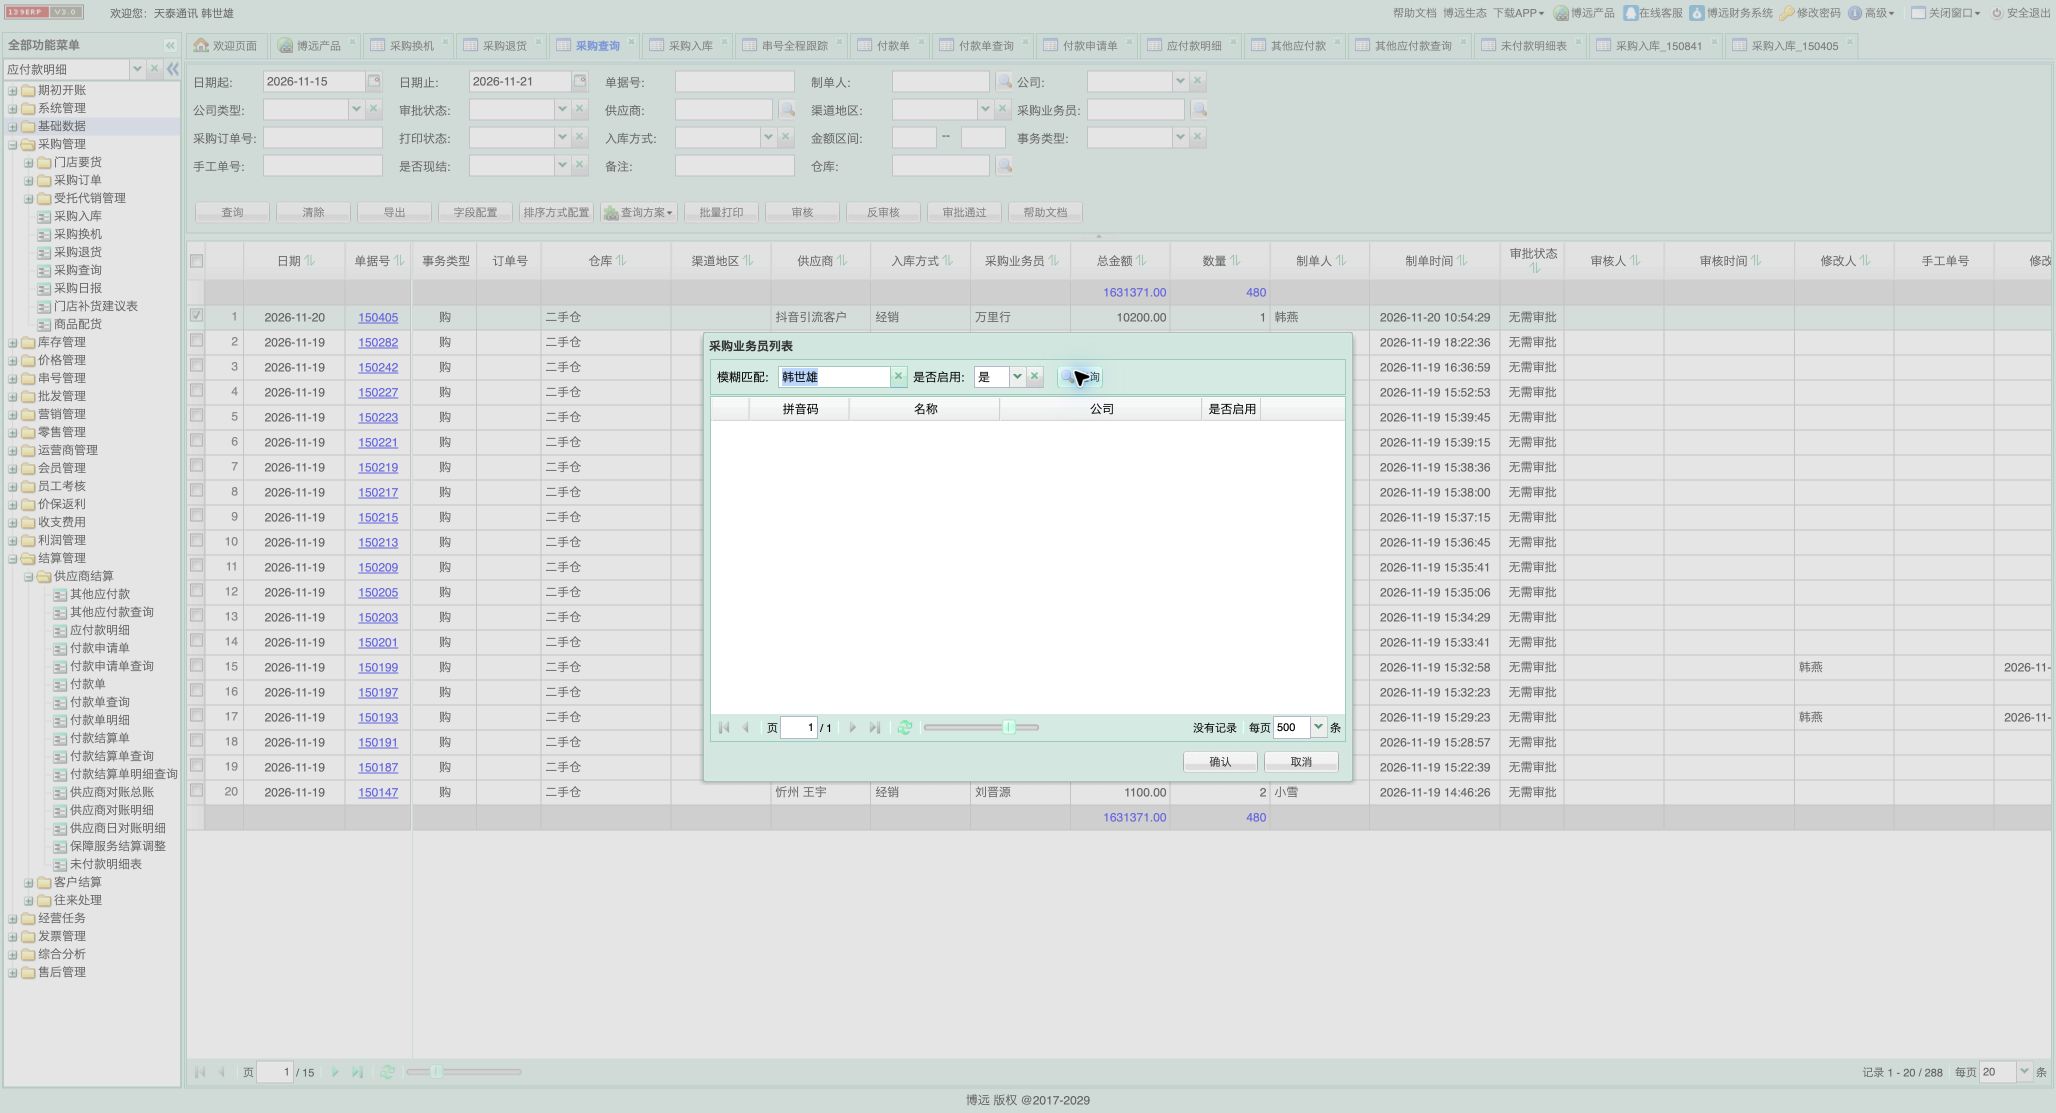 139ERP V3.0 欢迎您：天泰通讯 韩世雄 帮助文档 博远生态 下载APP 博远产品 在线客服 博远财务系统 修改密码 高级 关闭窗口 安全退出
全部功能菜单 欢迎页面 博远产品 采购换机 采购退货 采购查询 采购入库 串号全程跟踪 付款单 付款单查询 付款申请单 应付款明细 其他应付款 其他应付款查询 未付款明细表 采购入库_150841 采购入库_150405
应付款明细
期初开账
系统管理
基础数据
采购管理
门店要货
采购订单
受托代销管理
采购入库
采购换机
采购退货
采购查询
采购日报
门店补货建议表
商品配货
库存管理
价格管理
串号管理
批发管理
营销管理
零售管理
运营商管理
会员管理
员工考核
价保返利
收支费用
利润管理
结算管理
供应商结算
其他应付款
其他应付款查询
应付款明细
付款申请单
付款申请单查询
付款单
付款单查询
付款单明细
付款结算单
付款结算单查询
付款结算单明细查询
供应商对账总账
供应商对账明细
供应商日对账明细
保障服务结算调整
未付款明细表
客户结算
往来处理
经营任务
发票管理
综合分析
售后管理
日期起: 2026-11-15 日期止: 2026-11-21 单据号: 制单人: 公司:
公司类型: 审批状态: 供应商: 渠道地区: 采购业务员:
采购订单号: 打印状态: 入库方式: 金额区间: -- 事务类型:
手工单号: 是否现结: 备注: 仓库:
查询 清除 导出 字段配置 排序方式配置 查询方案 批量打印 审核 反审核 审批通过 帮助文档
日期 单据号 事务类型 订单号 仓库 渠道地区 供应商 入库方式 采购业务员 总金额 数量 制单人 制单时间 审批状态 审核人 审核时间 修改人 手工单号 修改
1631371.00 480
1 2026-11-20 150405 购 二手仓 抖音引流客户 经销 万里行 10200.00 1 韩燕 2026-11-20 10:54:29 无需审批
2 2026-11-19 150282 购 二手仓 2026-11-19 18:22:36 无需审批
3 2026-11-19 150242 购 二手仓 2026-11-19 16:36:59 无需审批
4 2026-11-19 150227 购 二手仓 2026-11-19 15:52:53 无需审批
5 2026-11-19 150223 购 二手仓 2026-11-19 15:39:45 无需审批
6 2026-11-19 150221 购 二手仓 2026-11-19 15:39:15 无需审批
7 2026-11-19 150219 购 二手仓 2026-11-19 15:38:36 无需审批
8 2026-11-19 150217 购 二手仓 2026-11-19 15:38:00 无需审批
9 2026-11-19 150215 购 二手仓 2026-11-19 15:37:15 无需审批
10 2026-11-19 150213 购 二手仓 2026-11-19 15:36:45 无需审批
11 2026-11-19 150209 购 二手仓 2026-11-19 15:35:41 无需审批
12 2026-11-19 150205 购 二手仓 2026-11-19 15:35:06 无需审批
13 2026-11-19 150203 购 二手仓 2026-11-19 15:34:29 无需审批
14 2026-11-19 150201 购 二手仓 2026-11-19 15:33:41 无需审批
15 2026-11-19 150199 购 二手仓 2026-11-19 15:32:58 无需审批 韩燕 2026-11-
16 2026-11-19 150197 购 二手仓 2026-11-19 15:32:23 无需审批
17 2026-11-19 150193 购 二手仓 2026-11-19 15:29:23 无需审批 韩燕 2026-11-
18 2026-11-19 150191 购 二手仓 2026-11-19 15:28:57 无需审批
19 2026-11-19 150187 购 二手仓 2026-11-19 15:22:39 无需审批
20 2026-11-19 150147 购 二手仓 忻州 王宇 经销 刘晋源 1100.00 2 小雪 2026-11-19 14:46:26 无需审批
1631371.00 480
采购业务员列表
模糊匹配: 韩世雄 是否启用: 是 询
拼音码 名称 公司 是否启用
页 1 / 1 没有记录 每页 500 条
确认 取消
页 1 / 15 记录 1 - 20 / 288 每页 20 条
博远 版权 @2017-2029